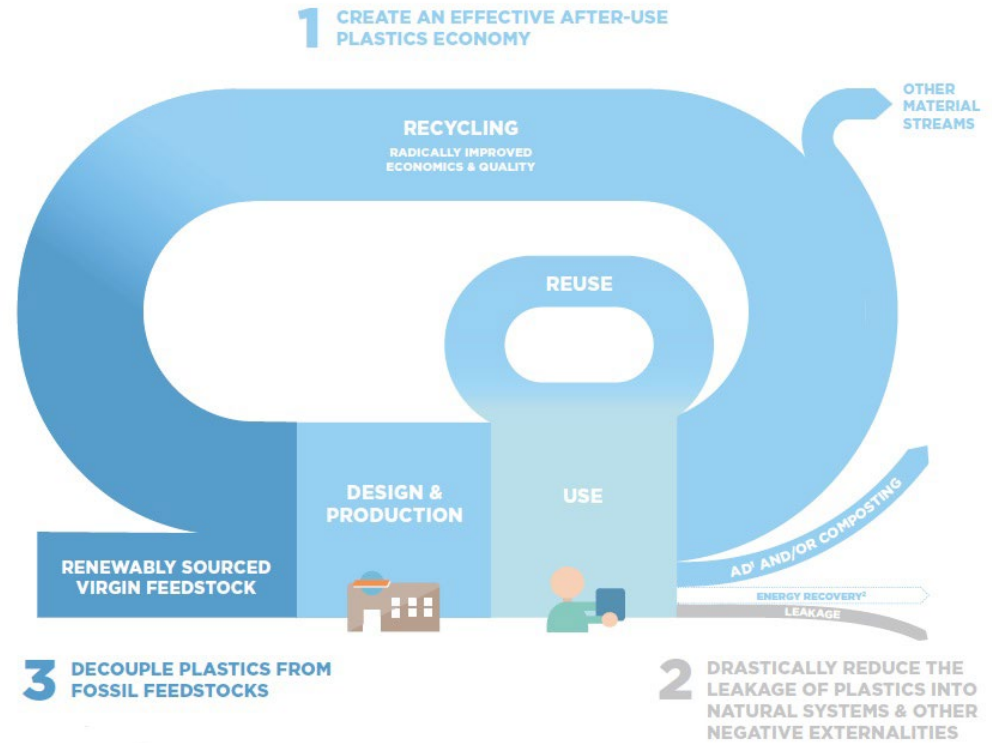 1 CREATE AN EFFECTIVE AFTER-USE
PLASTICS ECONOMY
OTHER
MATERIAL
STREAMS
RECYCLING
RADICALLY IMPROVED
ECONOMICS & QUALITY
REUSE
DESIGN &
PRODUCTION
USE
RENEWABLY SOURCED
VIRGIN FEEDSTOCK
AD¹ AND/OR COMPOSTING
ENERGY RECOVERY²
LEAKAGE
3 DECOUPLE PLASTICS FROM
FOSSIL FEEDSTOCKS
2 DRASTICALLY REDUCE THE
LEAKAGE OF PLASTICS INTO
NATURAL SYSTEMS & OTHER
NEGATIVE EXTERNALITIES